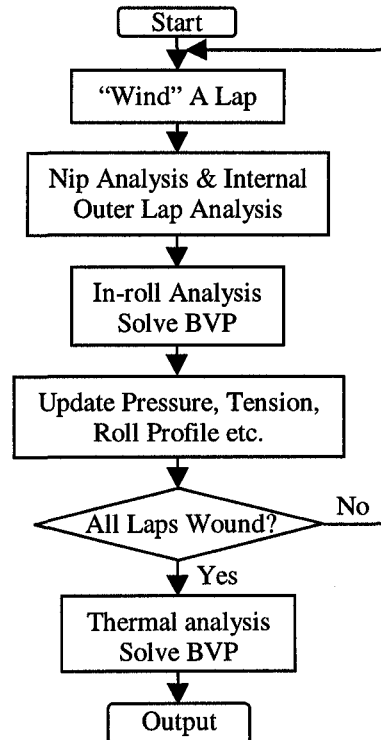 Start
“Wind” A Lap
Nip Analysis & Internal
Outer Lap Analysis
In-roll Analysis
Solve BVP
Update Pressure, Tension,
Roll Profile etc.
All Laps Wound?
No
Yes
Thermal analysis
Solve BVP
Output